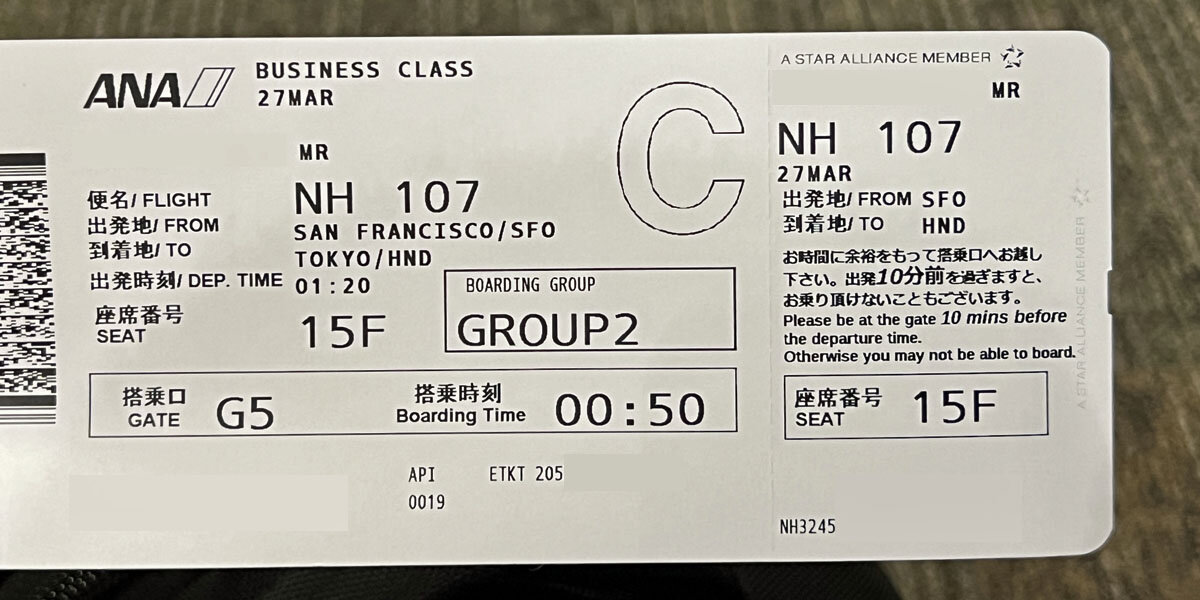 ANA
BUSINESS CLASS
27MAR
MR
便名/ FLIGHT NH 107
出発地/ FROM SAN FRANCISCO/SFO
到着地/ TO TOKYO/HND
出発時刻/ DEP. TIME 01:20
座席番号
SEAT 15F
C
BOARDING GROUP
GROUP2
搭乗口
GATE G5
搭乗時刻
Boarding Time 00:50
API ETKT 205
0019
A STAR ALLIANCE MEMBER
MR
NH 107
27MAR
出発地/ FROM SFO
到着地/ TO HND
お時間に余裕をもって搭乗口へお越し
下さい。出発10分前を過ぎますと、
お乗り頂けないこともございます。
Please be at the gate 10 mins before
the departure time.
Otherwise you may not be able to board.
座席番号
SEAT 15F
NH3245
A STAR ALLIANCE MEMBER